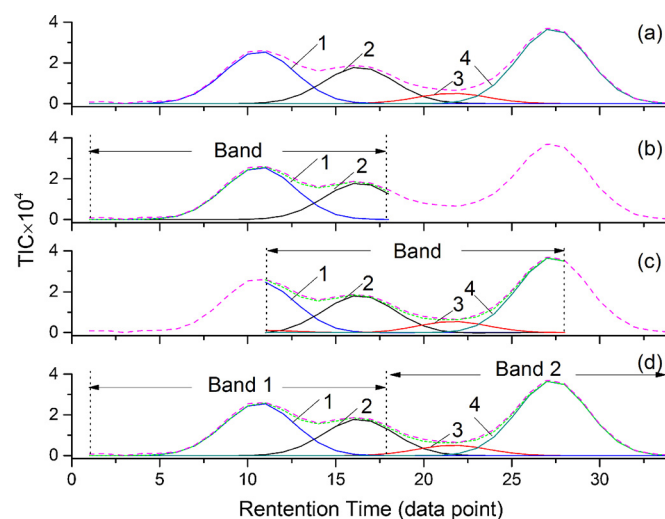 4 1 2 3 4 (a)
2
0
4 Band 1 2 (b)
2
0
4 1 2 Band 3 4 (c)
2
0
4 Band 1 1 2 3 4 Band 2 (d)
2
0
0 5 10 15 20 25 30
TIC×10⁴
Rentention Time (data point)